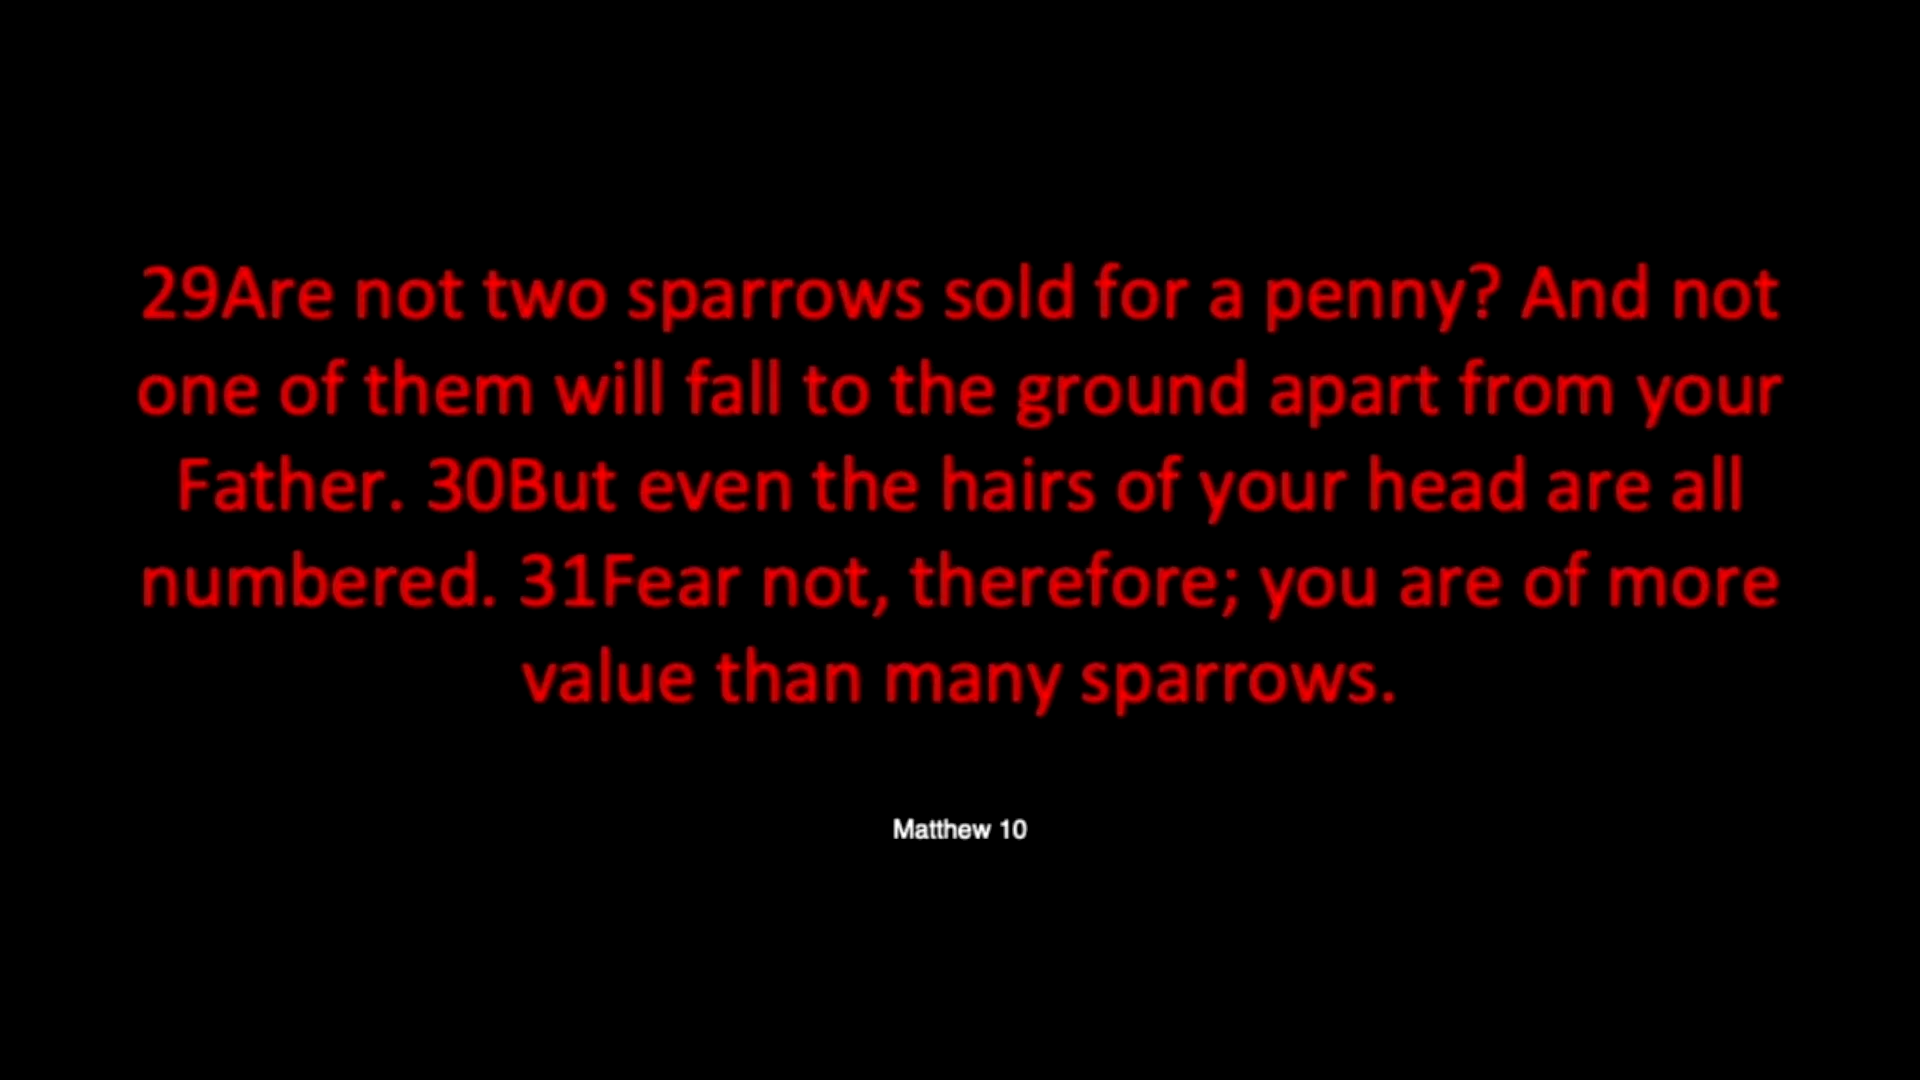 29Are not two sparrows sold for a penny? And not
one of them will fall to the ground apart from your
Father. 30But even the hairs of your head are all
numbered. 31Fear not, therefore; you are of more
value than many sparrows.
Matthew 10